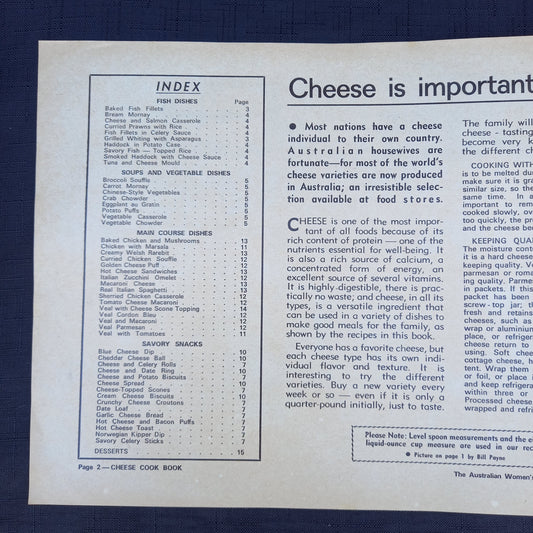 INDEX
FISH DISHES Page
Baked Fish Fillets 3
Bream Mornay 4
Cheese and Salmon Casserole 4
Curried Prawns with Rice 4
Fish Fillets in Celery Sauce 4
Grilled Whiting with Asparagus 3
Haddock in Potato Case 4
Savory Fish — Topped Rice 4
Smoked Haddock with Cheese Sauce 4
Tuna and Cheese Mould 4
SOUPS AND VEGETABLE DISHES
Broccoli Souffle 5
Carrot Mornay 5
Chinese-Style Vegetables 5
Crab Chowder 5
Eggplant au Gratin 5
Potato Puffs 5
Vegetable Casserole 5
Vegetable Chowder 5
MAIN COURSE DISHES
Baked Chicken and Mushrooms 13
Chicken with Marsala 11
Creamy Welsh Rarebit 13
Curried Chicken Souffle 12
Golden Cheese Puff 12
Hot Cheese Sandwiches 13
Italian Zucchini Omelet 12
Macaroni Cheese 13
Real Italian Spaghetti 13
Sherried Chicken Casserole 12
Tomato Cheese Macaroni 12
Veal with Cheese Scone Topping 14
Veal Cordon Bleu 12
Veal and Macaroni 12
Veal Parmesan 12
Veal with Tomatoes 11
SAVORY SNACKS
Blue Cheese Dip 10
Cheddar Cheese Ball 10
Cheese and Celery Rolls 7
Cheese and Date Ring 10
Cheese and Potato Biscuits 7
Cheese Spread 10
Cheese-Topped Scones 7
Cream Cheese Biscuits 10
Crunchy Cheese Croutons 7
Date Loaf 7
Garlic Cheese Bread 7
Hot Cheese and Bacon Puffs 7
Hot Cheese Toast 10
Norwegian Kipper Dip 7
Savory Celery Sticks 7
DESSERTS 15
Page 2 — CHEESE COOK BOOK
Cheese is important
● Most nations have a cheese
individual to their own country.
Australian housewives are
fortunate—for most of the world's
cheese varieties are now produced
in Australia; an irresistible selec-
tion available at food stores.
CHEESE is one of the most impor-
tant of all foods because of its
rich content of protein — one of the
nutrients essential for well-being. It
is also a rich source of calcium, a
concentrated form of energy, an
excellent source of several vitamins.
It is highly-digestible, there is prac-
tically no waste; and cheese, in all its
types, is a versatile ingredient that
can be used in a variety of dishes to
make good meals for the family, as
shown by the recipes in this book.
Everyone has a favorite cheese, but
each cheese type has its own indi-
vidual flavor and texture. It is
interesting to try the different
varieties. Buy a new variety every
week or so — even if it is only a
quarter-pound initially, just to taste.
The family will
cheese - tasting
become very k
the different ch
COOKING WITH
is to be melted du
make sure it is gra
similar size, so the
same time. In a
important to rem
cooked slowly, ov
too quickly, the pr
and the cheese be
KEEPING QUAL
The moisture cont
it is a hard cheese
keeping quality. Ve
parmesan or roma
ing quality. Parme
in packets. If this
packet has been
screw-top jar; th
fresh and retains
cheeses, such as
wrap or aluminiu
place, or refriger
cheese return to
using. Soft chee
cottage cheese, h
tent. Wrap them
or foil, or place i
and keep refrigera
within three or
Processed cheese
wrapped and refri
Please Note: Level spoon measurements and the e
liquid-ounce cup measure are used in our rec
● Picture on page 1 by Bill Payne
The Australian Women's